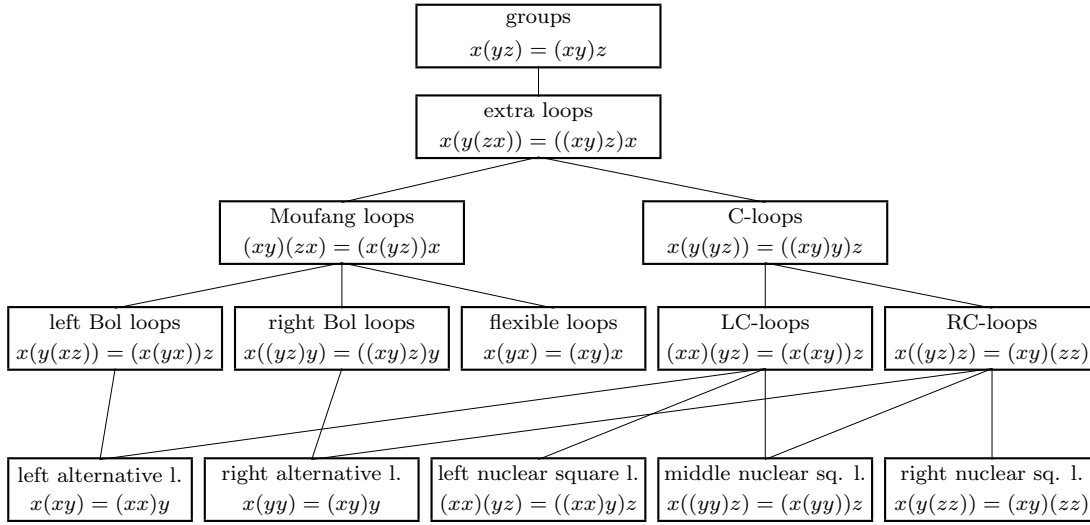 groups
x(yz) = (xy)z
extra loops
x(y(zx)) = ((xy)z)x
Moufang loops
(xy)(zx) = (x(yz))x
C-loops
x(y(yz)) = ((xy)y)z
left Bol loops
x(y(xz)) = (x(yx))z
right Bol loops
x((yz)y) = ((xy)z)y
flexible loops
x(yx) = (xy)x
LC-loops
(xx)(yz) = (x(xy))z
RC-loops
x((yz)z) = (xy)(zz)
left alternative l.
x(xy) = (xx)y
right alternative l.
x(yy) = (xy)y
left nuclear square l.
(xx)(yz) = ((xx)y)z
middle nuclear sq. l.
x((yy)z) = (x(yy))z
right nuclear sq. l.
x(y(zz)) = (xy)(zz)